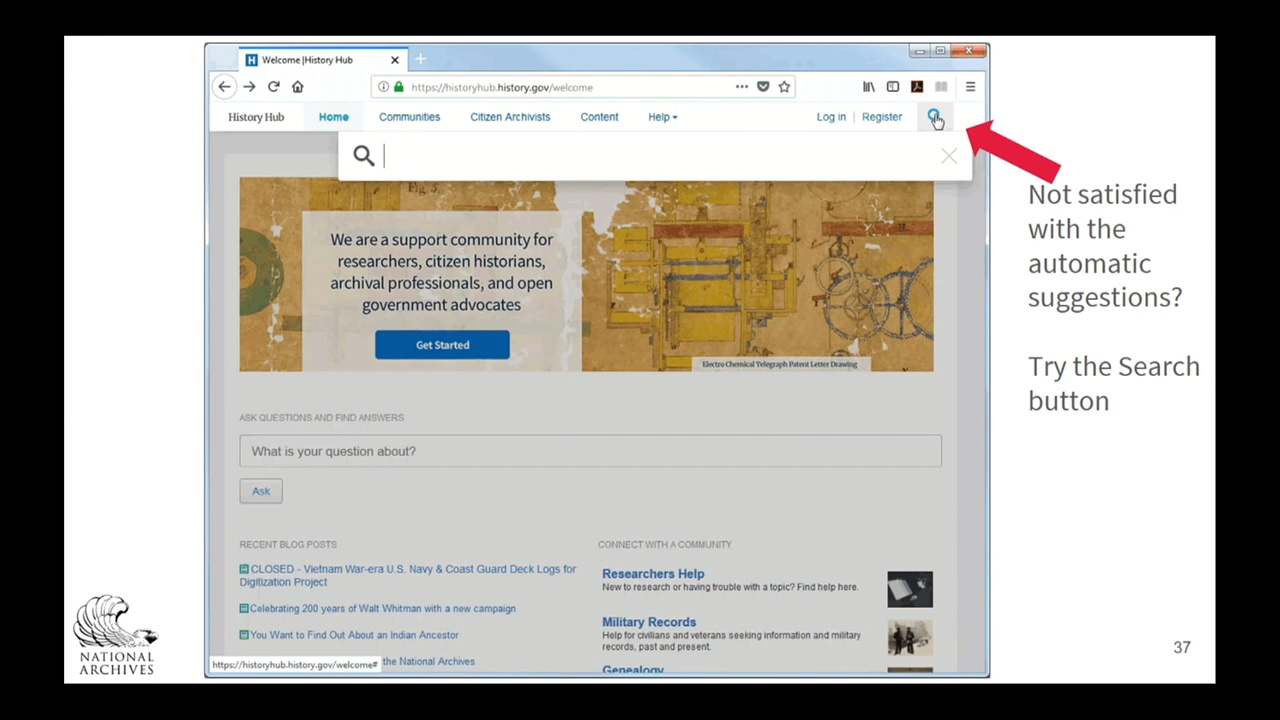 Welcome |History Hub
https://historyhub.history.gov/welcome
History Hub Home Communities Citizen Archivists Content Help Log in Register
Fig. 5
We are a support community for
researchers, citizen historians,
archival professionals, and open
government advocates
Get Started
Electro Chemical Telegraph Patent Letter Drawing
ASK QUESTIONS AND FIND ANSWERS
What is your question about?
Ask
RECENT BLOG POSTS
CLOSED - Vietnam War-era U.S. Navy & Coast Guard Deck Logs for
Digitization Project
Celebrating 200 years of Walt Whitman with a new campaign
You Want to Find Out About an Indian Ancestor
the National Archives
https://historyhub.history.gov/welcome#
CONNECT WITH A COMMUNITY
Researchers Help
New to research or having trouble with a topic? Find help here.
Military Records
Help for civilians and veterans seeking information and military
records, past and present.
Genealogy
Not satisfied
with the
automatic
suggestions?
Try the Search
button
NATIONAL
ARCHIVES
37